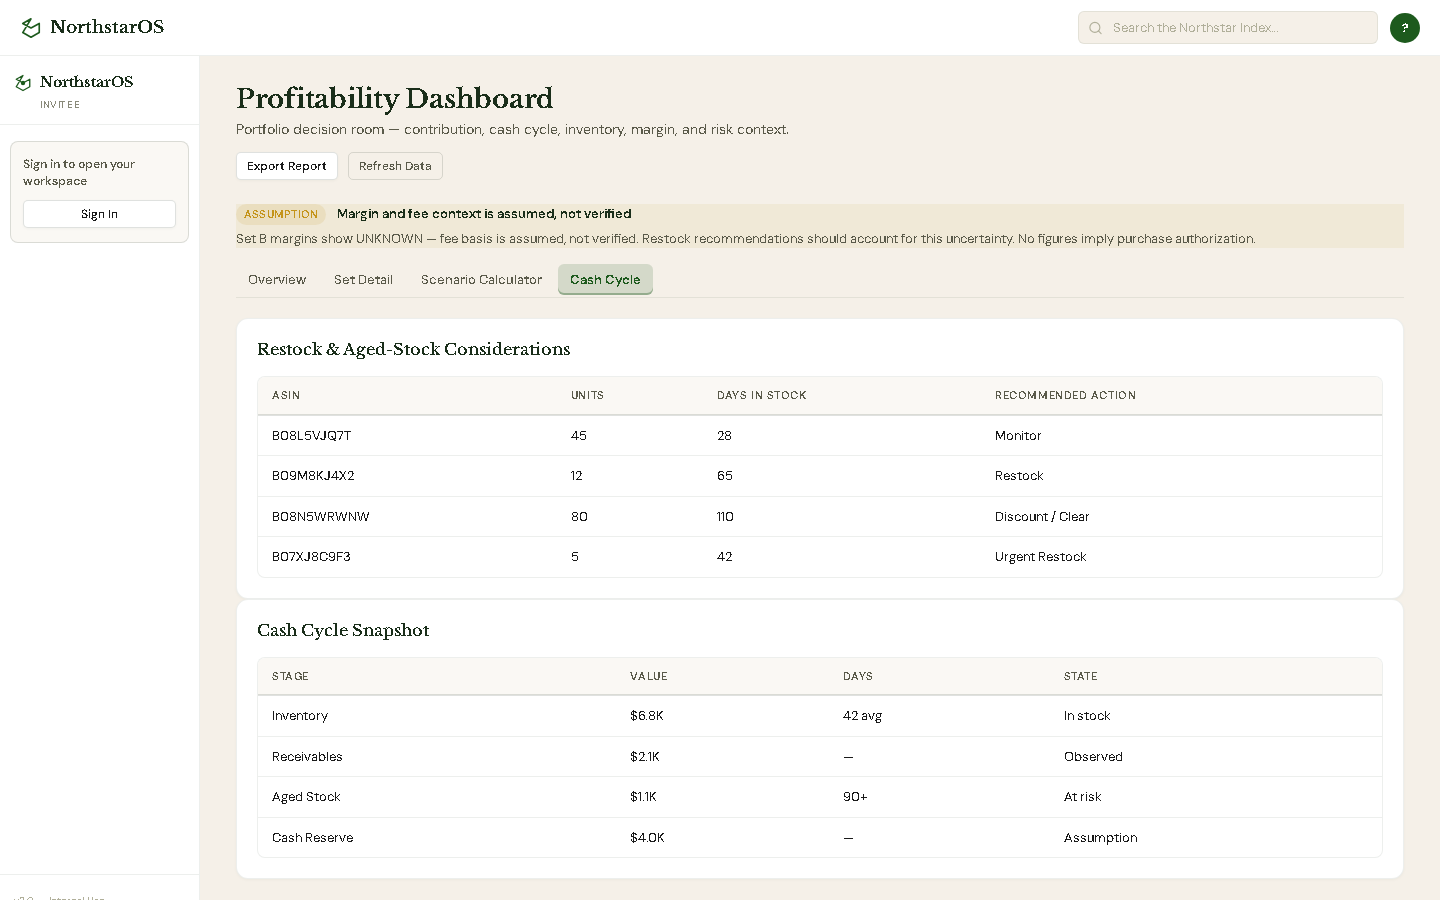 NorthstarOS
Search the Northstar Index...
?
NorthstarOS
INVITEE
Sign in to open your
workspace
Sign In
Profitability Dashboard
Portfolio decision room — contribution, cash cycle, inventory, margin, and risk context.
Export Report
Refresh Data
ASSUMPTION Margin and fee context is assumed, not verified
Set B margins show UNKNOWN — fee basis is assumed, not verified. Restock recommendations should account for this uncertainty. No figures imply purchase authorization.
Overview Set Detail Scenario Calculator Cash Cycle
Restock & Aged-Stock Considerations
ASIN UNITS DAYS IN STOCK RECOMMENDED ACTION
B08L5VJQ7T 45 28 Monitor
B09M8KJ4X2 12 65 Restock
B08N5WRWNW 80 110 Discount / Clear
B07XJ8C9F3 5 42 Urgent Restock
Cash Cycle Snapshot
STAGE VALUE DAYS STATE
Inventory $6.8K 42 avg In stock
Receivables $2.1K — Observed
Aged Stock $1.1K 90+ At risk
Cash Reserve $4.0K — Assumption